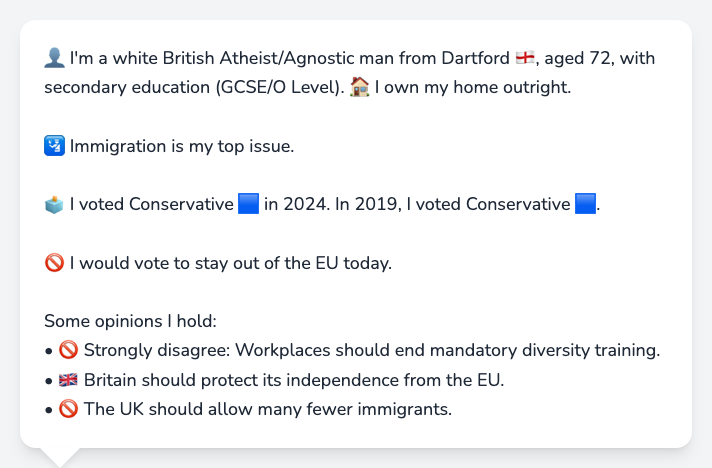 👤 I'm a white British Atheist/Agnostic man from Dartford 🏴󠁧󠁢󠁥󠁮󠁧󠁿, aged 72, with
secondary education (GCSE/O Level). 🏠 I own my home outright.
🛂 Immigration is my top issue.
🗳️ I voted Conservative 🟦 in 2024. In 2019, I voted Conservative 🟦.
🚫 I would vote to stay out of the EU today.
Some opinions I hold:
• 🚫 Strongly disagree: Workplaces should end mandatory diversity training.
• 🇬🇧 Britain should protect its independence from the EU.
• 🚫 The UK should allow many fewer immigrants.